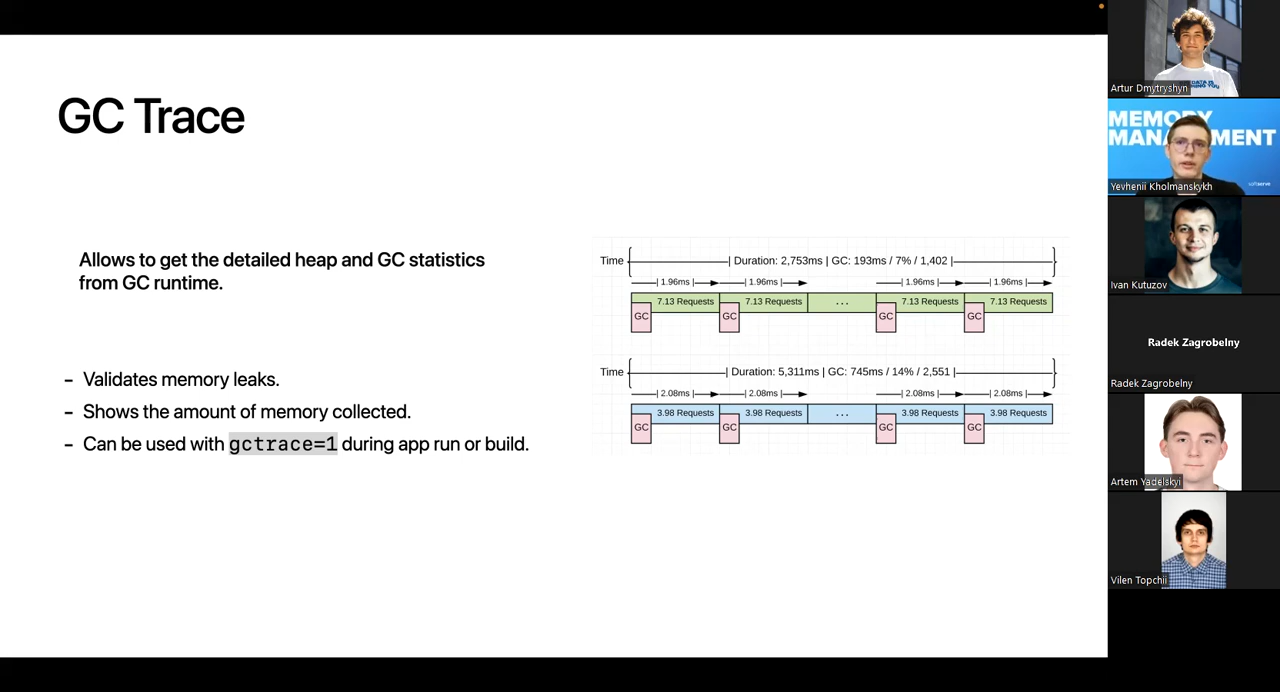 GC Trace
Allows to get the detailed heap and GC statistics
from GC runtime.
- Validates memory leaks.
- Shows the amount of memory collected.
- Can be used with gctrace=1 during app run or build.
Time | Duration: 2,753ms | GC: 193ms / 7% / 1,402 |
| 1.96ms | | 1.96ms | | 1.96ms | | 1.96ms |
7.13 Requests 7.13 Requests ... 7.13 Requests 7.13 Requests
GC GC GC GC
Time | Duration: 5,311ms | GC: 745ms / 14% / 2,551 |
| 2.08ms | | 2.08ms | | 2.08ms | | 2.08ms |
3.98 Requests 3.98 Requests ... 3.98 Requests 3.98 Requests
GC GC GC GC
Artur Dmytryshyn
MEMORY
MANAGEMENT
softserve
Yevhenii Kholmanskykh
Ivan Kutuzov
Radek Zagrobelny
Radek Zagrobelny
Artem Yadelskyi
Vilen Topchii